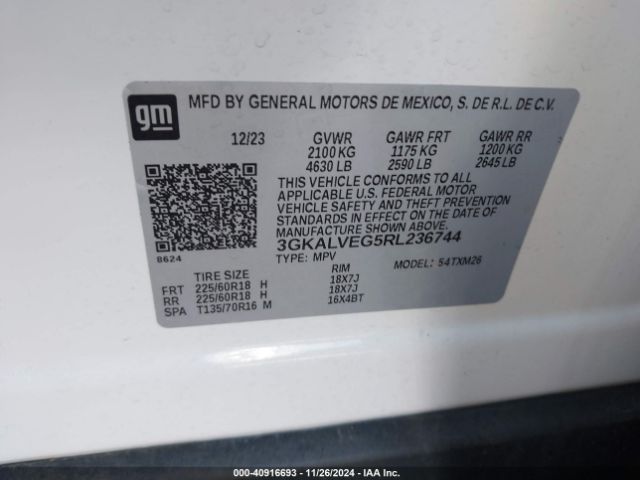 gm
MFD BY GENERAL MOTORS DE MEXICO, S. DE R.L. DE C.V.
12/23 GVWR GAWR FRT GAWR RR
2100 KG 1175 KG 1200 KG
4630 LB 2590 LB 2645 LB
THIS VEHICLE CONFORMS TO ALL
APPLICABLE U.S. FEDERAL MOTOR
VEHICLE SAFETY AND THEFT PREVENTION
STANDARDS IN EFFECT ON THE DATE OF
MANUFACTURE SHOWN ABOVE.
3GKALVEG5RL236744
8624 TYPE: MPV MODEL: 54TXM26
TIRE SIZE RIM
FRT 225/60R18 H 18X7J
RR 225/60R18 H 18X7J
SPA T135/70R16 M 16X4BT
000-40916693 - 11/26/2024 - IAA Inc.